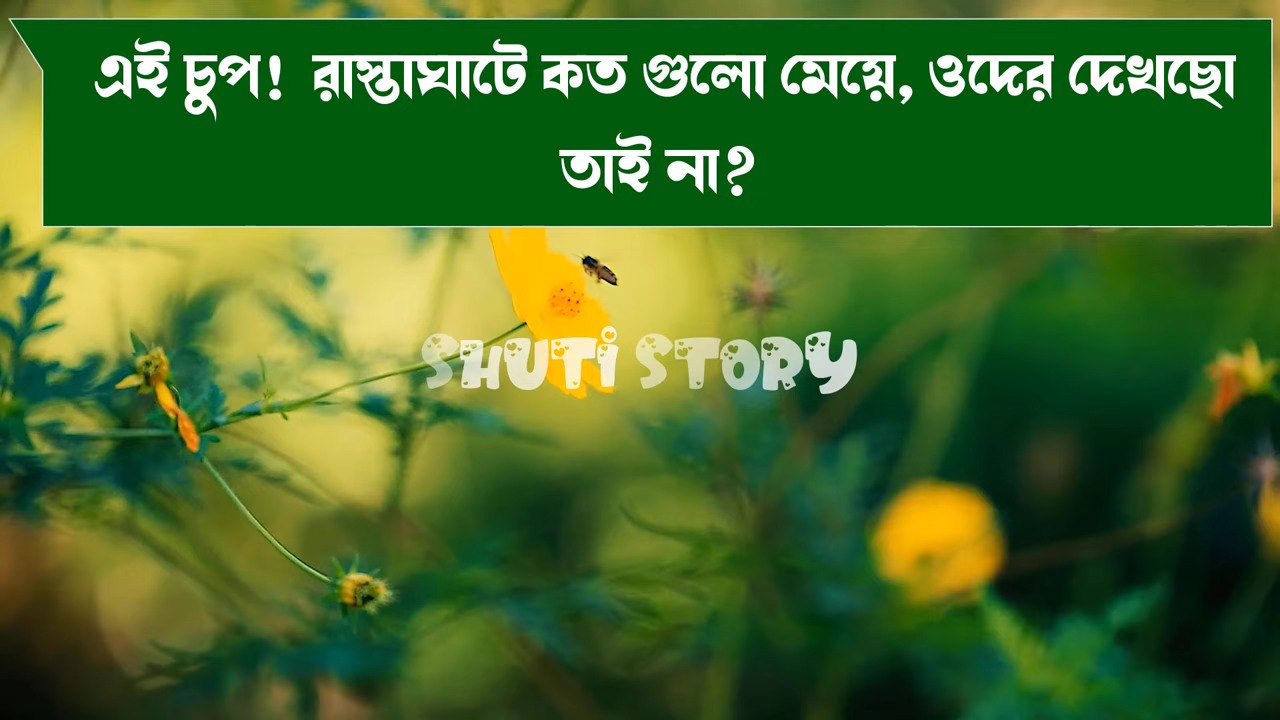 এই চুপ! রাস্তাঘাটে কত গুলো মেয়ে, ওদের দেখছো
তাই না?
SHUTi STORY